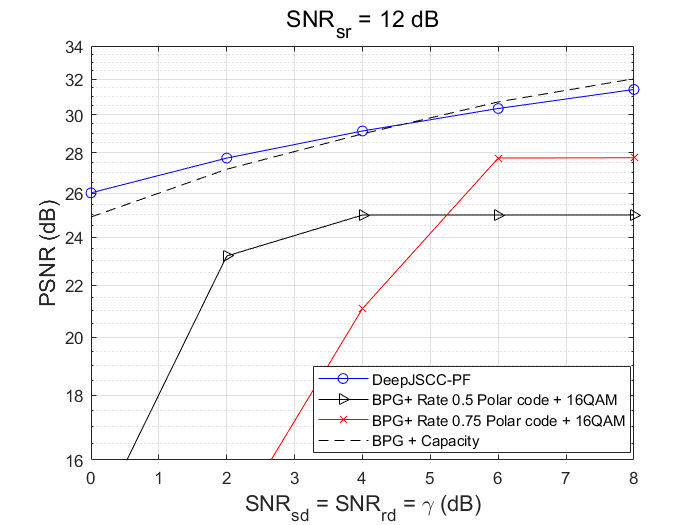 SNR_sr = 12 dB
34
32
30
28
26
24
22
20
18
16
PSNR (dB)
DeepJSCC-PF
BPG+ Rate 0.5 Polar code + 16QAM
BPG+ Rate 0.75 Polar code + 16QAM
BPG + Capacity
0 1 2 3 4 5 6 7 8
SNR_sd = SNR_rd = γ (dB)